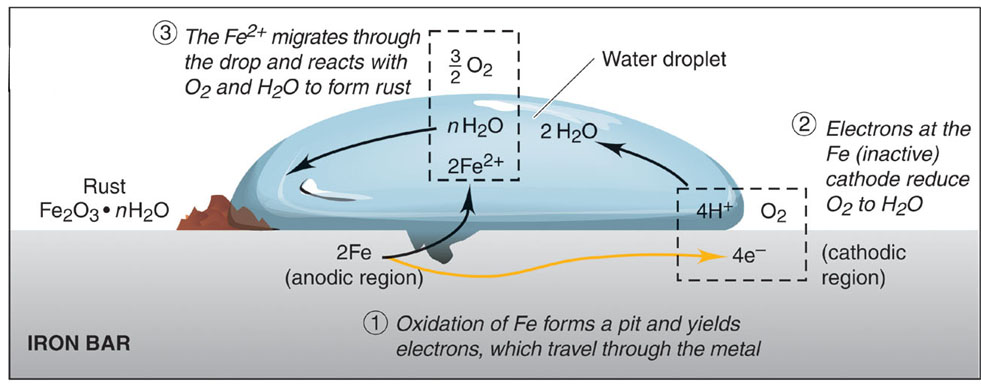 ③ The Fe²⁺ migrates through
the drop and reacts with
O₂ and H₂O to form rust
3/2 O₂
Water droplet
nH₂O
2H₂O
2Fe²⁺
② Electrons at the
Fe (inactive)
cathode reduce
O₂ to H₂O
Rust
Fe₂O₃•nH₂O
4H⁺
O₂
2Fe
(anodic region)
4e⁻
(cathodic
region)
① Oxidation of Fe forms a pit and yields
electrons, which travel through the metal
IRON BAR